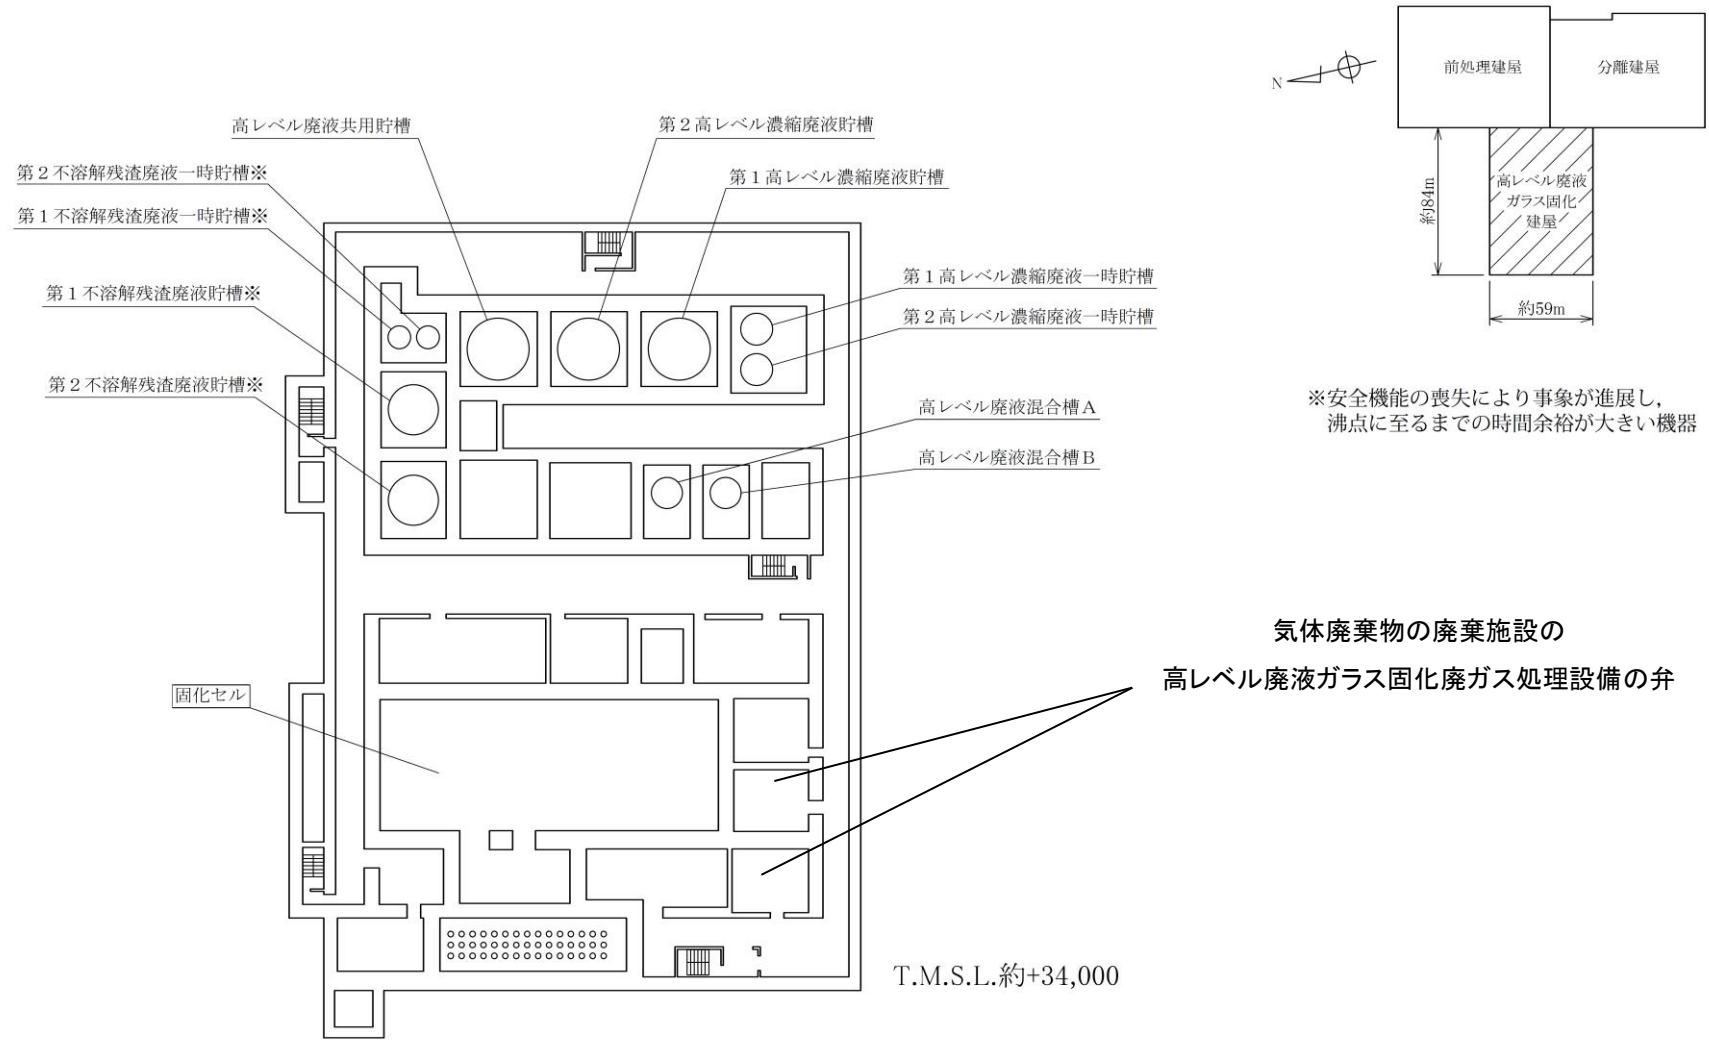 高レベル廃液共用貯槽
第２高レベル濃縮廃液貯槽
第２不溶解残渣廃液一時貯槽※
第１高レベル濃縮廃液貯槽
第１不溶解残渣廃液一時貯槽※
第１高レベル濃縮廃液一時貯槽
第１不溶解残渣廃液貯槽※
第２高レベル濃縮廃液一時貯槽
第２不溶解残渣廃液貯槽※
高レベル廃液混合槽Ａ
高レベル廃液混合槽Ｂ
固化セル
N
前処理建屋
分離建屋
高レベル廃液
ガラス固化
建屋
約84m
約59m
※安全機能の喪失により事象が進展し，
沸点に至るまでの時間余裕が大きい機器
気体廃棄物の廃棄施設の
高レベル廃液ガラス固化廃ガス処理設備の弁
T.M.S.L.約+34,000